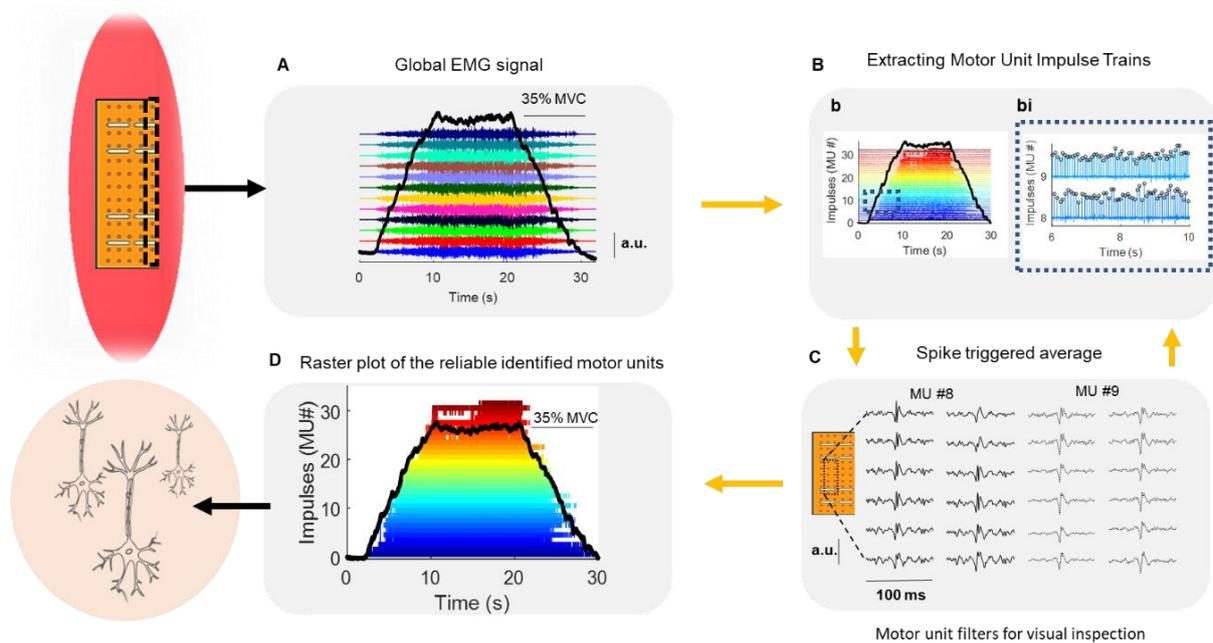 A
Global EMG signal
35% MVC
a.u.
0
10
20
30
Time (s)
B
Extracting Motor Unit Impulse Trains
b
Impulses (MU #)
30
20
10
0
0
10
20
30
Time (s)
bi
Impulses (MU #)
9
8
6
8
10
Time (s)
C
Spike triggered average
MU #8
MU #9
a.u.
100 ms
Motor unit filters for visual inspection
D
Raster plot of the reliable identified motor units
35% MVC
Impulses (MU#)
30
20
10
0
0
10
20
30
Time (s)